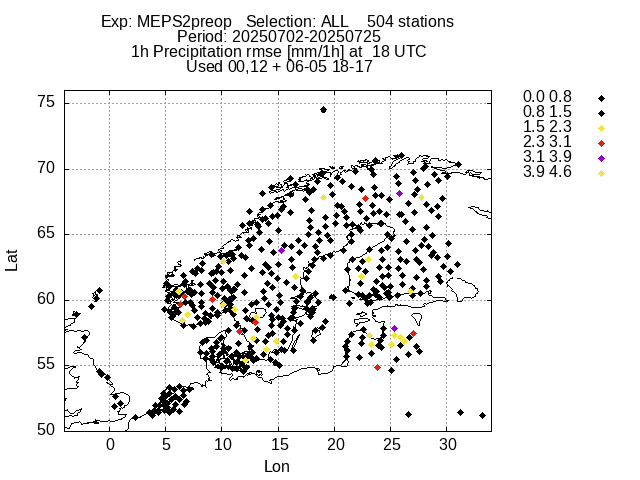 Exp: MEPS2preop   Selection: ALL    504 stations
Period: 20250702-20250725
1h Precipitation rmse [mm/1h] at  18 UTC
Used 00,12 + 06-05 18-17
0.0 0.8
0.8 1.5
1.5 2.3
2.3 3.1
3.1 3.9
3.9 4.6
75
70
65
60
55
50
Lat
0 5 10 15 20 25 30
Lon